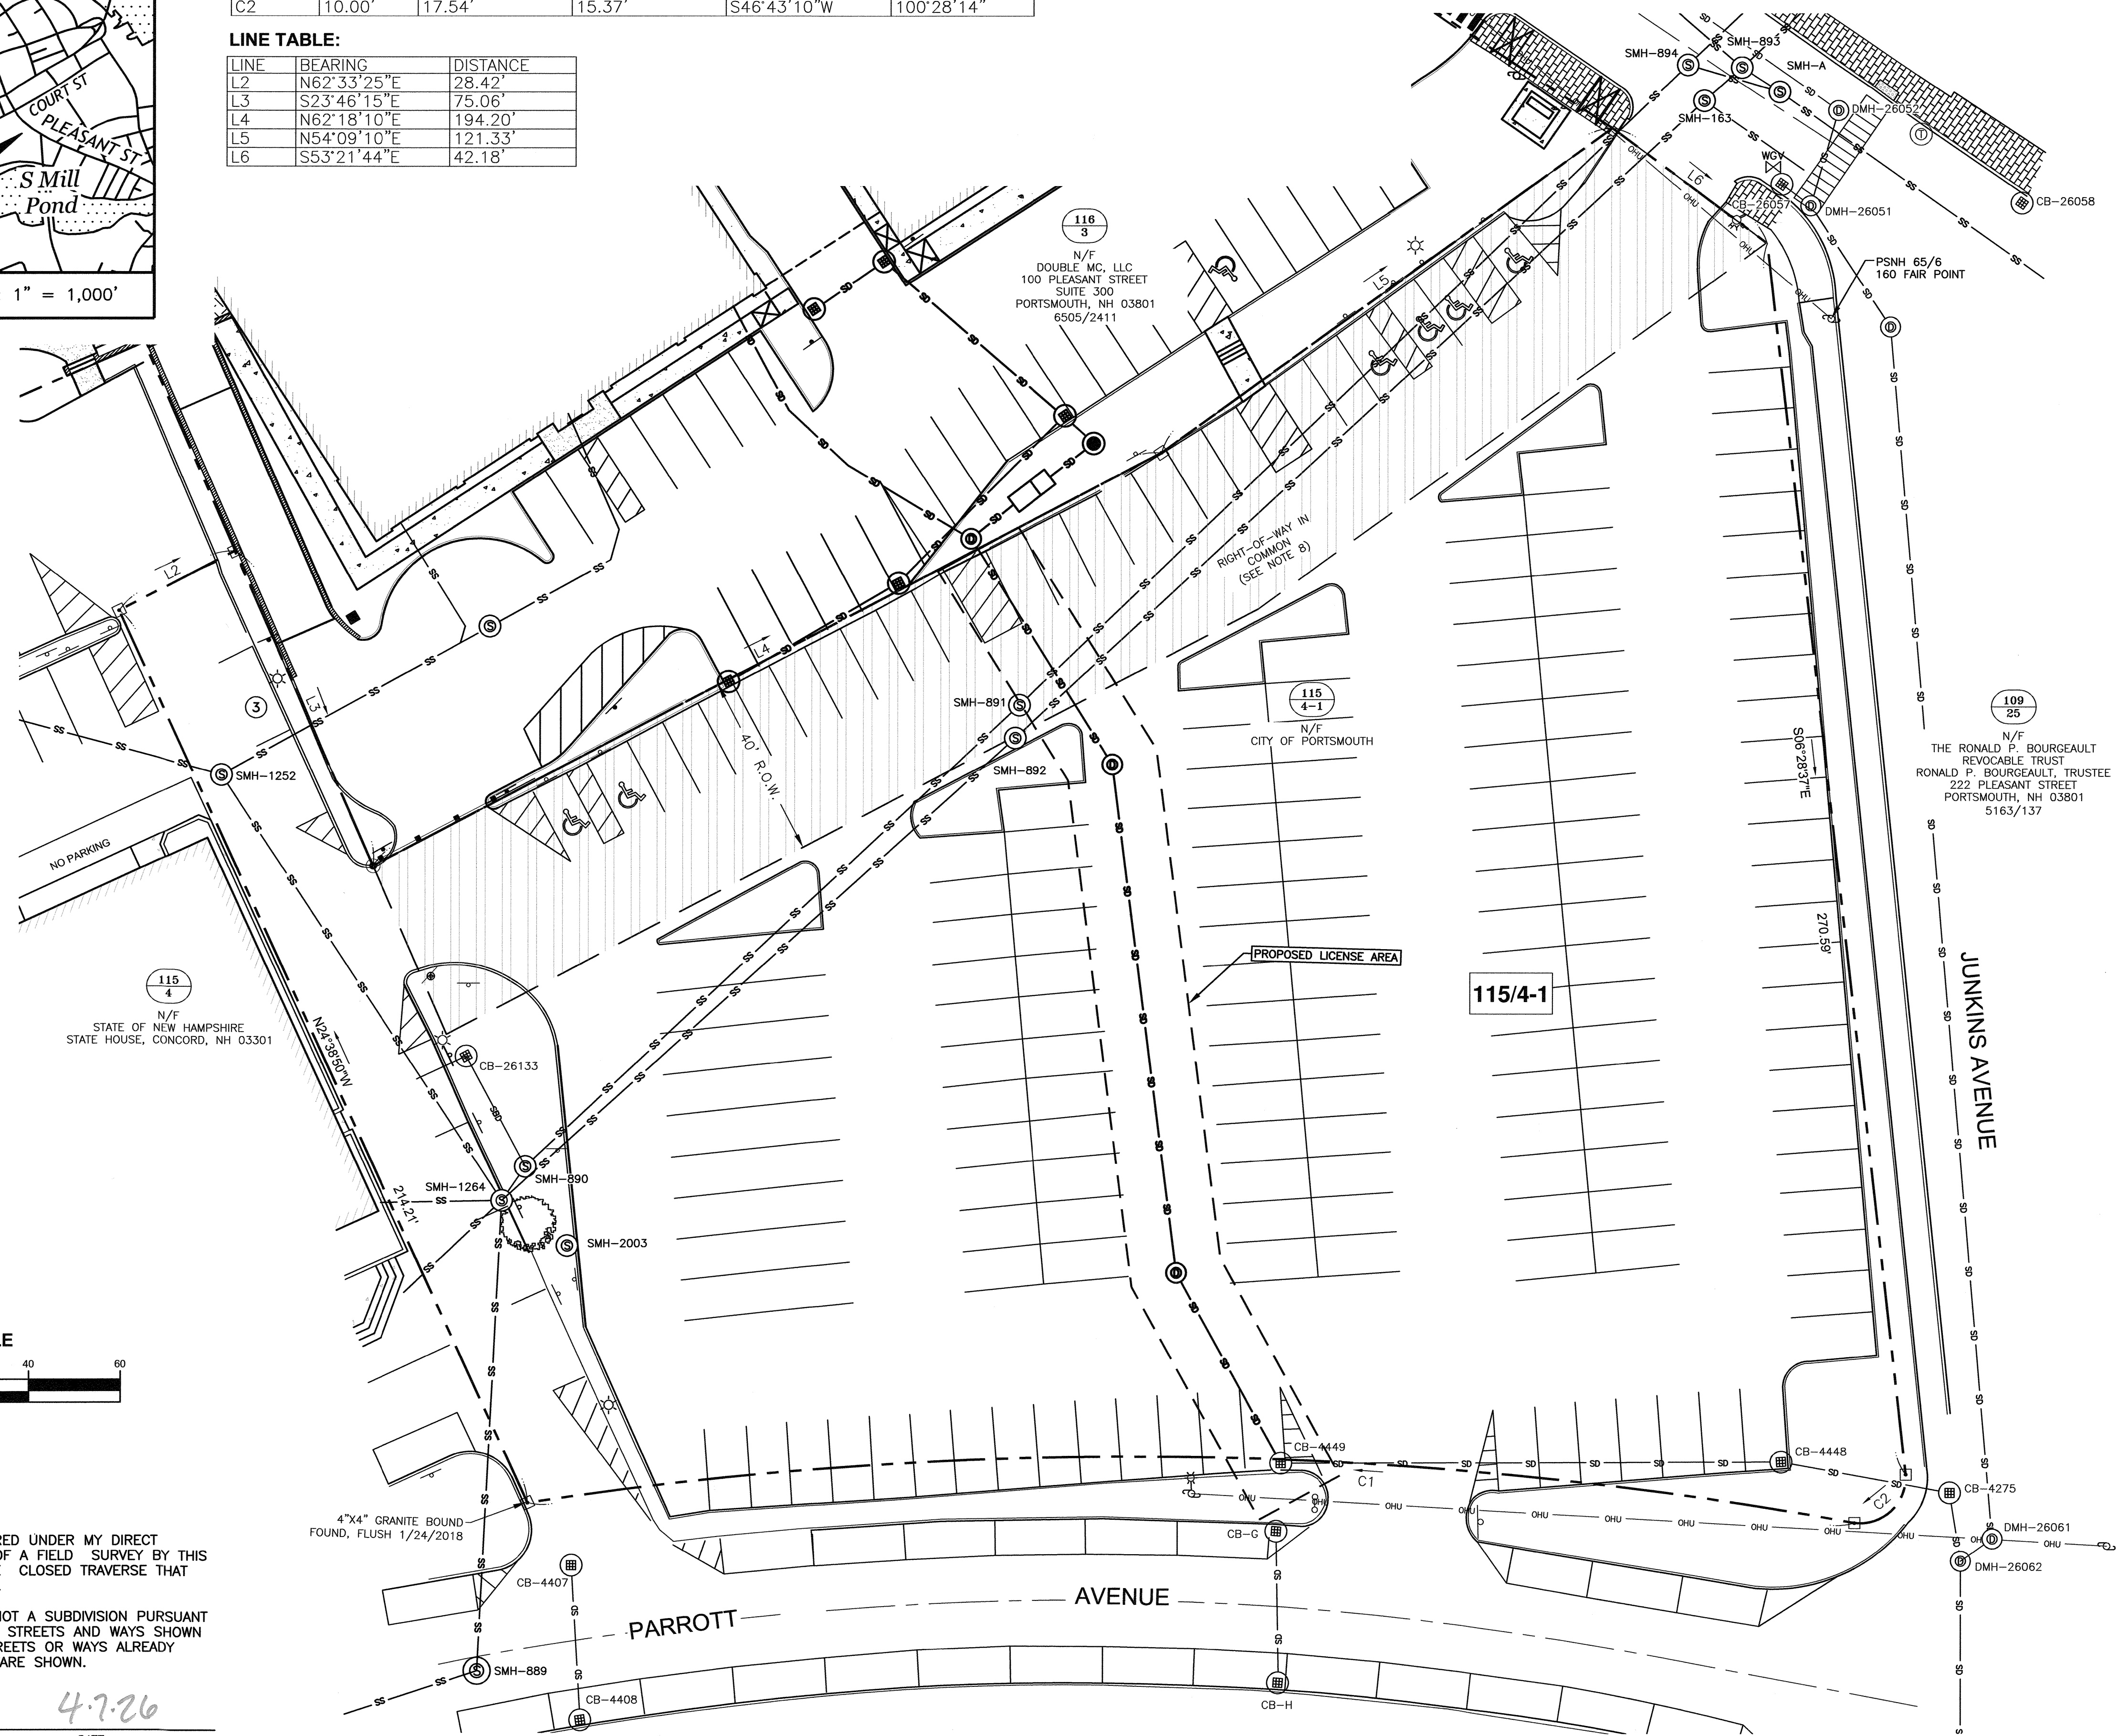 C2 10.00' 17.54' 15.37' S46°43'10"W 100°28'14"
LINE TABLE:
LINE BEARING DISTANCE
L2 N62°33'25"E 28.42'
L3 S23°46'15"E 75.06'
L4 N62°18'10"E 194.20'
L5 N54°09'10"E 121.33'
L6 S53°21'44"E 42.18'
COURT ST
PLEASANT ST
S Mill
Pond
1" = 1,000'
SMH-893
SMH-894
SMH-A
SMH-163
DMH-26052
WGV
CB-26057
DMH-26051
CB-26058
L6
OHU
PSNH 65/6
160 FAIR POINT
116
3
N/F
DOUBLE MC, LLC
100 PLEASANT STREET
SUITE 300
PORTSMOUTH, NH 03801
6505/2411
L5
L2
L3
L4
3
RIGHT-OF-WAY IN
COMMON
(SEE NOTE 8)
40' R.O.W.
SMH-891
SMH-892
SMH-1252
NO PARKING
115
4-1
N/F
CITY OF PORTSMOUTH
S06°28'37"E
270.59'
109
25
N/F
THE RONALD P. BOURGEAULT
REVOCABLE TRUST
RONALD P. BOURGEAULT, TRUSTEE
222 PLEASANT STREET
PORTSMOUTH, NH 03801
5163/137
PROPOSED LICENSE AREA
115/4-1
JUNKINS AVENUE
115
4
N/F
STATE OF NEW HAMPSHIRE
STATE HOUSE, CONCORD, NH 03301
N24°38'50"W
214.21'
CB-26133
SBD
SMH-1264
SMH-890
SMH-2003
LE
40 60
CB-4449
C1
CB-4448
C2
CB-4275
DMH-26061
DMH-26062
CB-G
CB-H
4"X4" GRANITE BOUND
FOUND, FLUSH 1/24/2018
CB-4407
CB-4408
SMH-889
PARROTT AVENUE
RED UNDER MY DIRECT
OF A FIELD SURVEY BY THIS
CLOSED TRAVERSE THAT
NOT A SUBDIVISION PURSUANT
STREETS AND WAYS SHOWN
REETS OR WAYS ALREADY
ARE SHOWN.
4.7.26